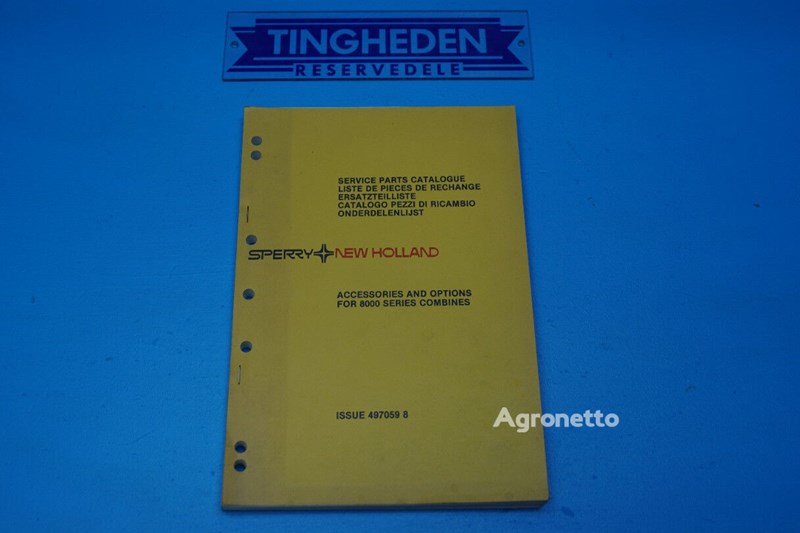 TINGHEDEN
RESERVEDELE
SERVICE PARTS CATALOGUE
LISTE DE PIECES DE RECHANGE
ERSATZTEILLISTE
CATALOGO PEZZI DI RICAMBIO
ONDERDELENLIJST
SPERRY NEW HOLLAND
ACCESSORIES AND OPTIONS
FOR 8000 SERIES COMBINES
ISSUE 497059 8
Agronetto